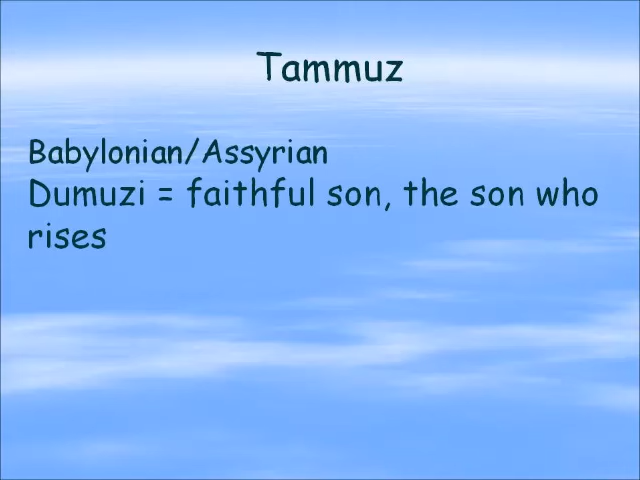 Tammuz
Babylonian/Assyrian
Dumuzi = faithful son, the son who
rises